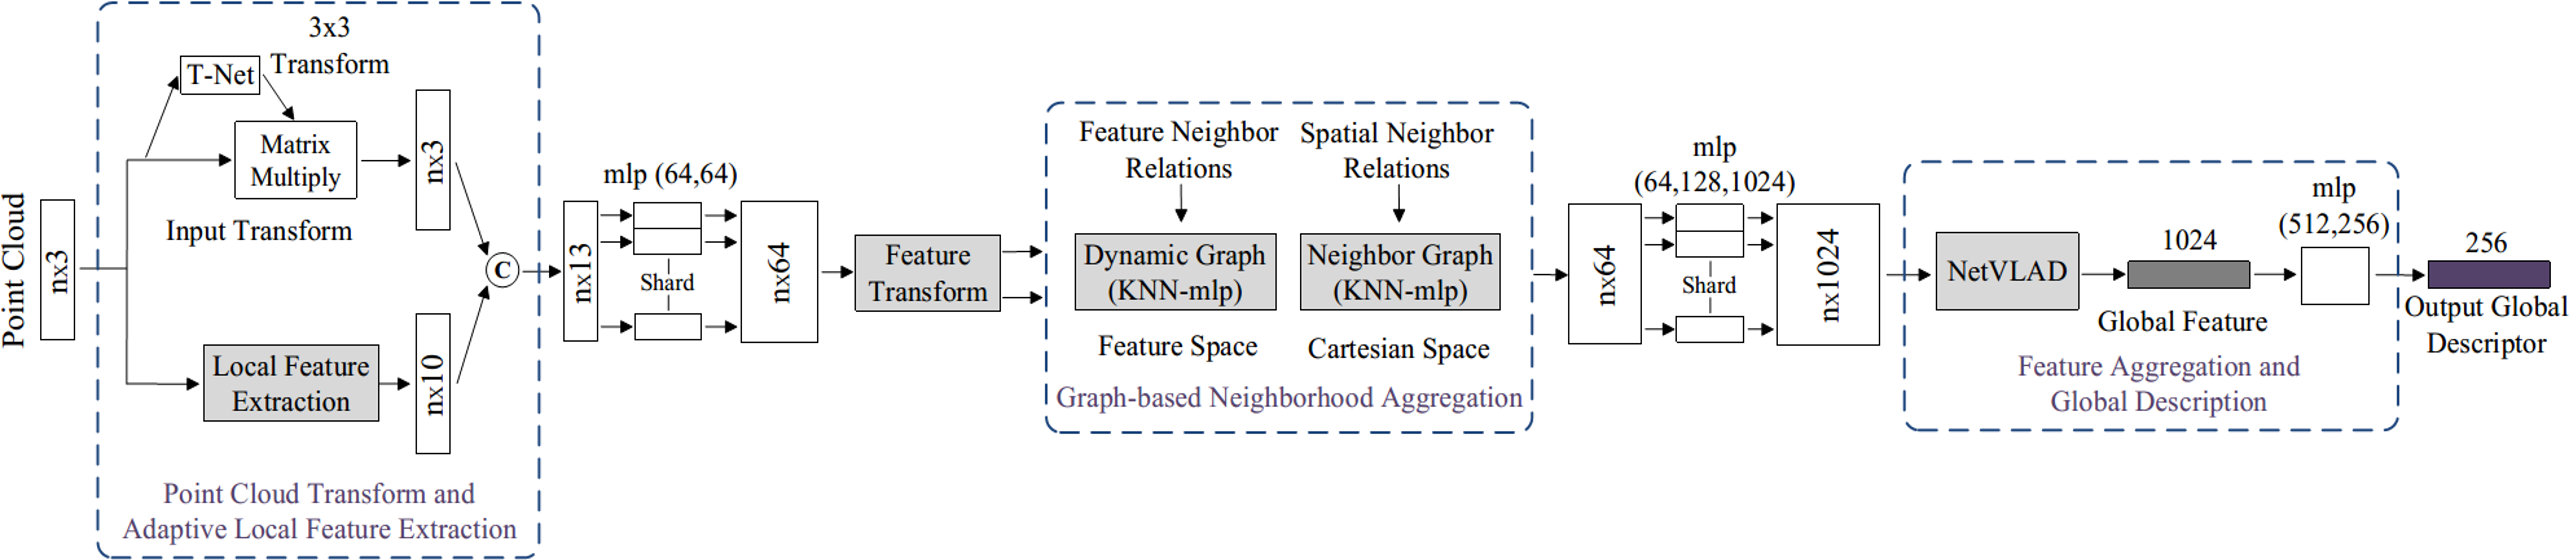 Point Cloud
nx3
3x3
Transform
T-Net
Matrix
Multiply
nx3
Input Transform
Local Feature
Extraction
nx10
C
Point Cloud Transform and
Adaptive Local Feature Extraction
nx13
mlp (64,64)
Shard
nx64
Feature
Transform
Feature Neighbor
Relations
Spatial Neighbor
Relations
Dynamic Graph
(KNN-mlp)
Neighbor Graph
(KNN-mlp)
Feature Space
Cartesian Space
Graph-based Neighborhood Aggregation
nx64
mlp
(64,128,1024)
Shard
nx1024
NetVLAD
1024
Global Feature
mlp
(512,256)
Feature Aggregation and
Global Description
256
Output Global
Descriptor